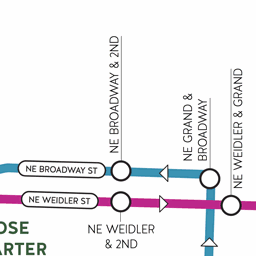 NE BROADWAY & 2ND
NE GRAND &
BROADWAY
NE WEIDLER & GRAND
NE BROADWAY ST
NE WEIDLER ST
NE WEIDLER
& 2ND
OSE
ARTER